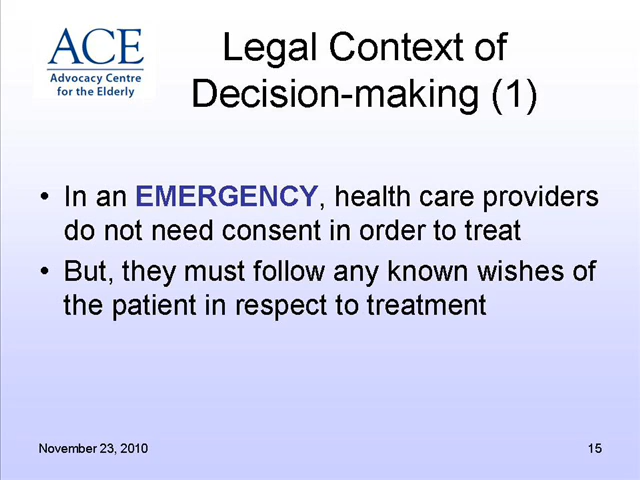 ACE
Advocacy Centre
for the Elderly
Legal Context of
Decision-making (1)
• In an EMERGENCY, health care providers
do not need consent in order to treat
• But, they must follow any known wishes of
the patient in respect to treatment
November 23, 2010
15